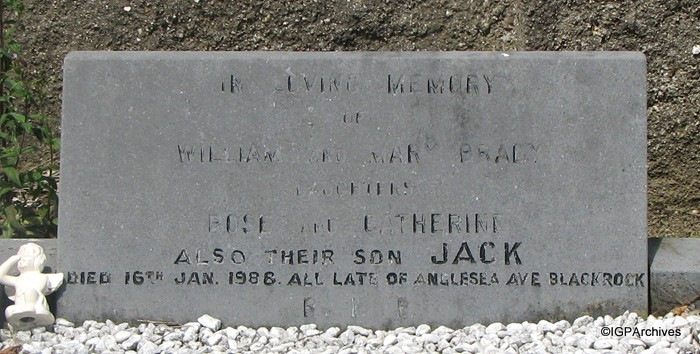 IN LOVING MEMORY
OF
WILLIAM AND MARY BRADY
DAUGHTERS
ROSE AND CATHERINE
ALSO THEIR SON JACK
DIED 16TH JAN. 1986. ALL LATE OF ANGLESEA AVE BLACKROCK
R. I. P.
©IGPArchives